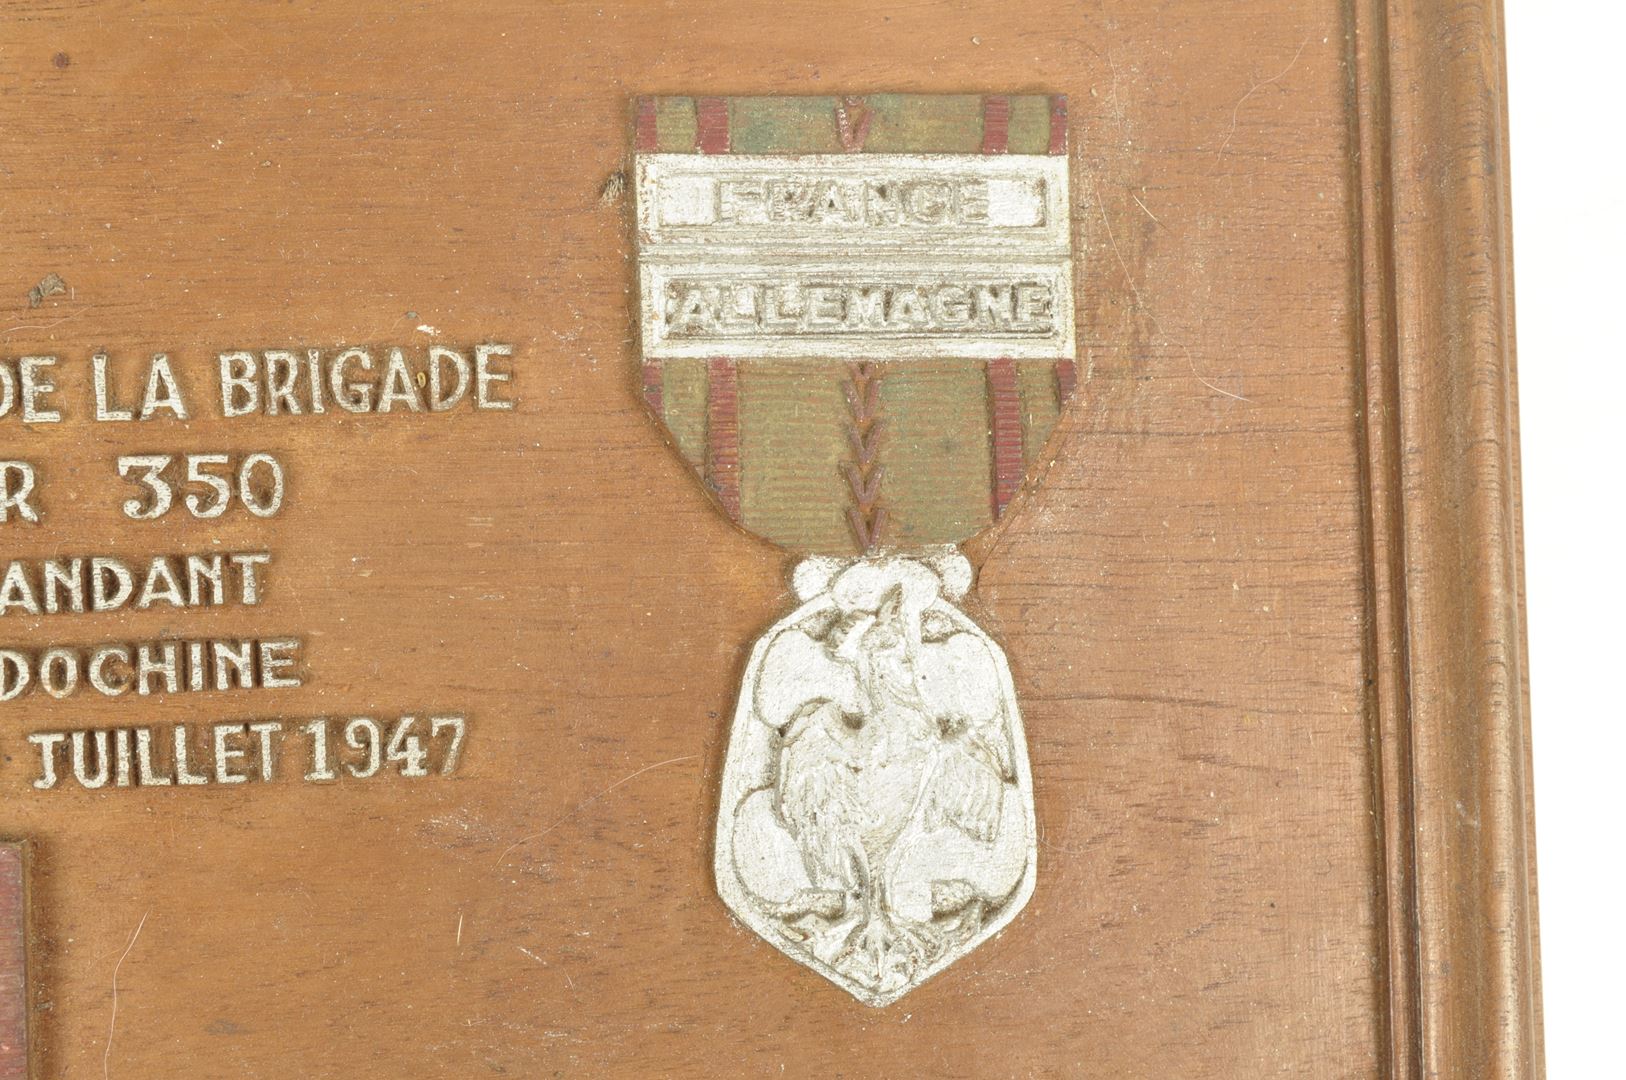 DE LA BRIGADE
R 350
ANDANT
DOCHINE
JUILLET 1947
FRANCE
ALLEMAGNE